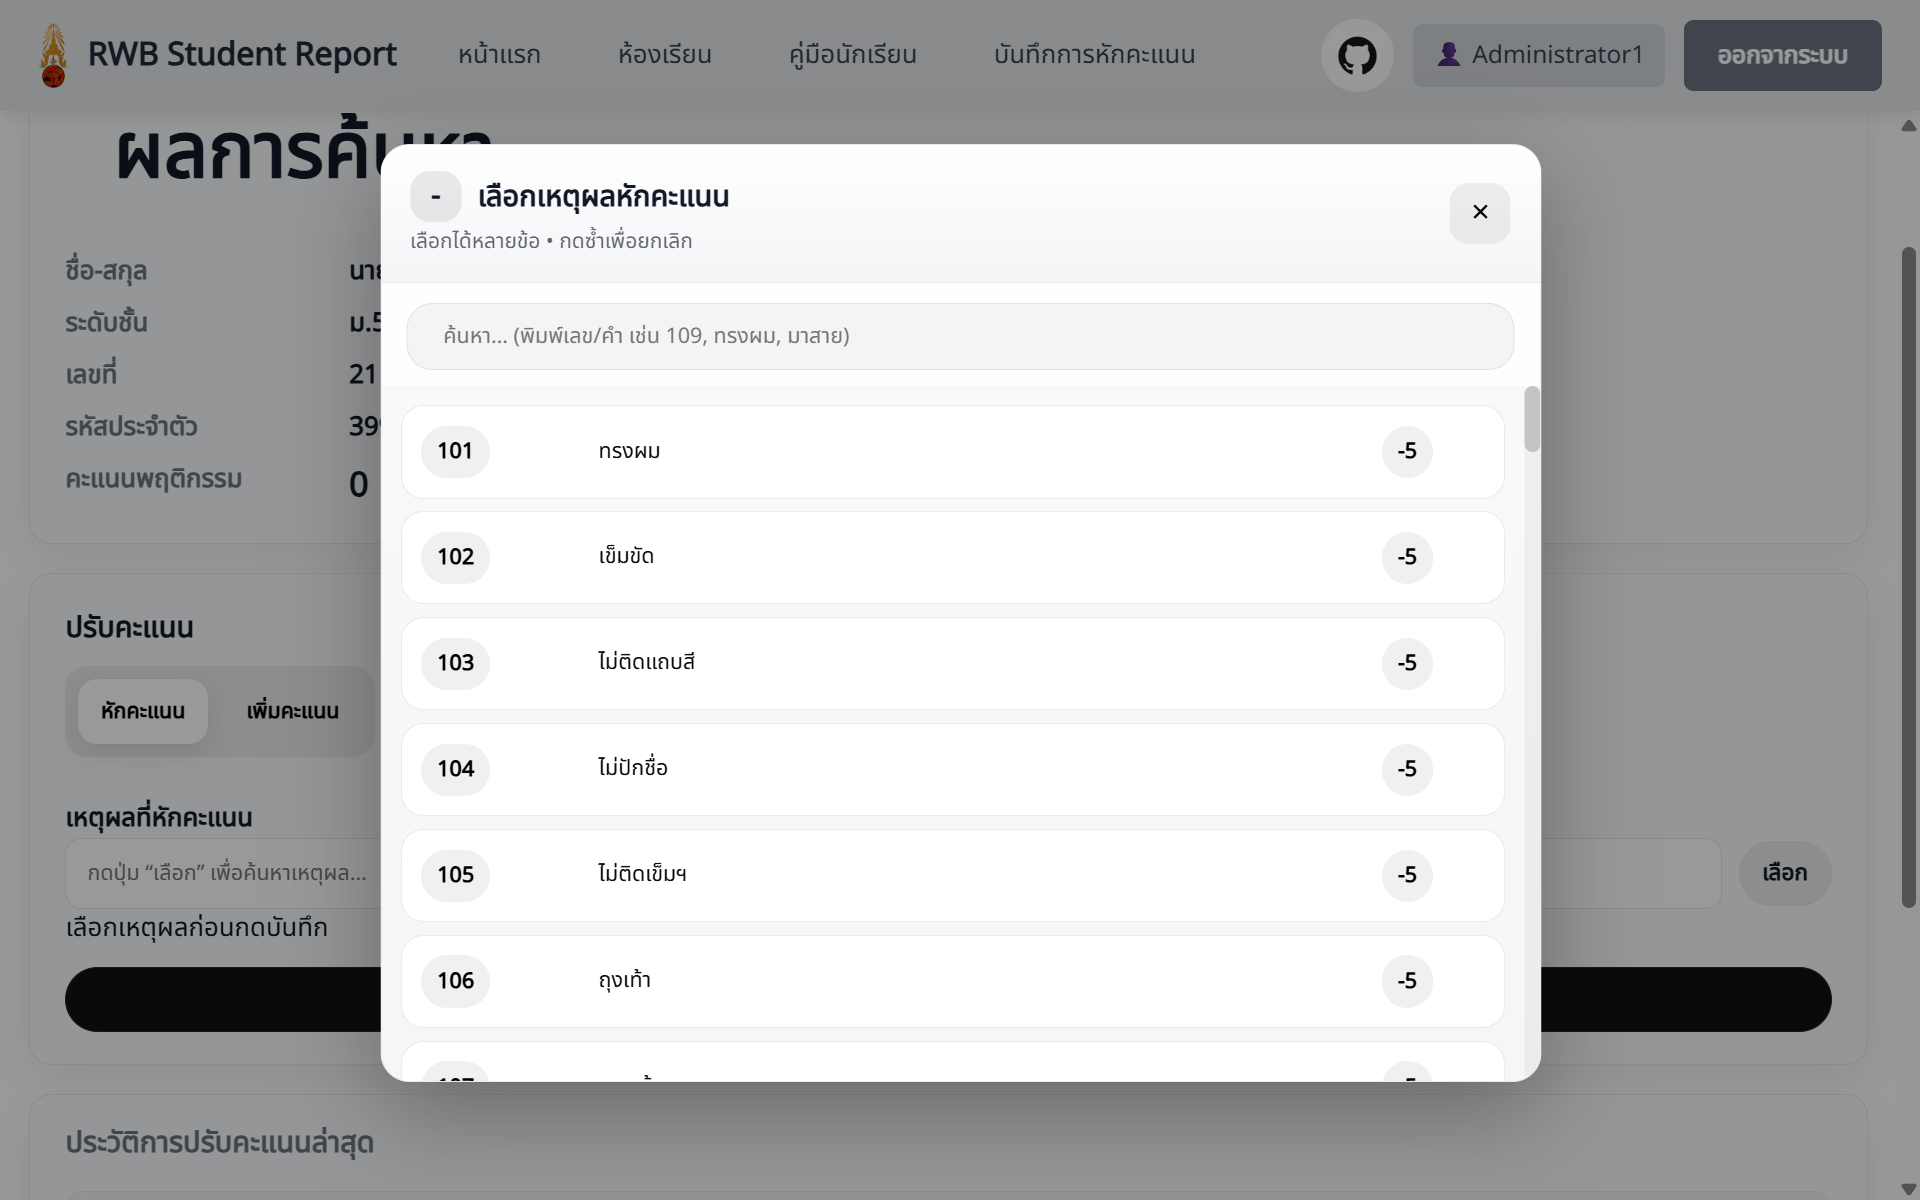 RWB Student Report
หน้าแรก
ห้องเรียน
คู่มือนักเรียน
บันทึกการหักคะแนน
Administrator1
ออกจากระบบ
- เลือกเหตุผลหักคะแนน
เลือกได้หลายข้อ • กดซ้ำเพื่อยกเลิก
×
ค้นหา... (พิมพ์เลข/คำ เช่น 109, ทรงผม, มาสาย)
101 ทรงผม -5
102 เข็มขัด -5
103 ไม่ติดแถบสี -5
104 ไม่ปักชื่อ -5
105 ไม่ติดเข็มฯ -5
106 ถุงเท้า -5
ชื่อ-สกุล
ระดับชั้น ม.5
เลขที่ 21
รหัสประจำตัว
คะแนนพฤติกรรม 0
ปรับคะแนน
หักคะแนน เพิ่มคะแนน
เหตุผลที่หักคะแนน
กดปุ่ม “เลือก” เพื่อค้นหาเหตุผล... เลือก
เลือกเหตุผลก่อนกดบันทึก
ประวัติการปรับคะแนนล่าสุด